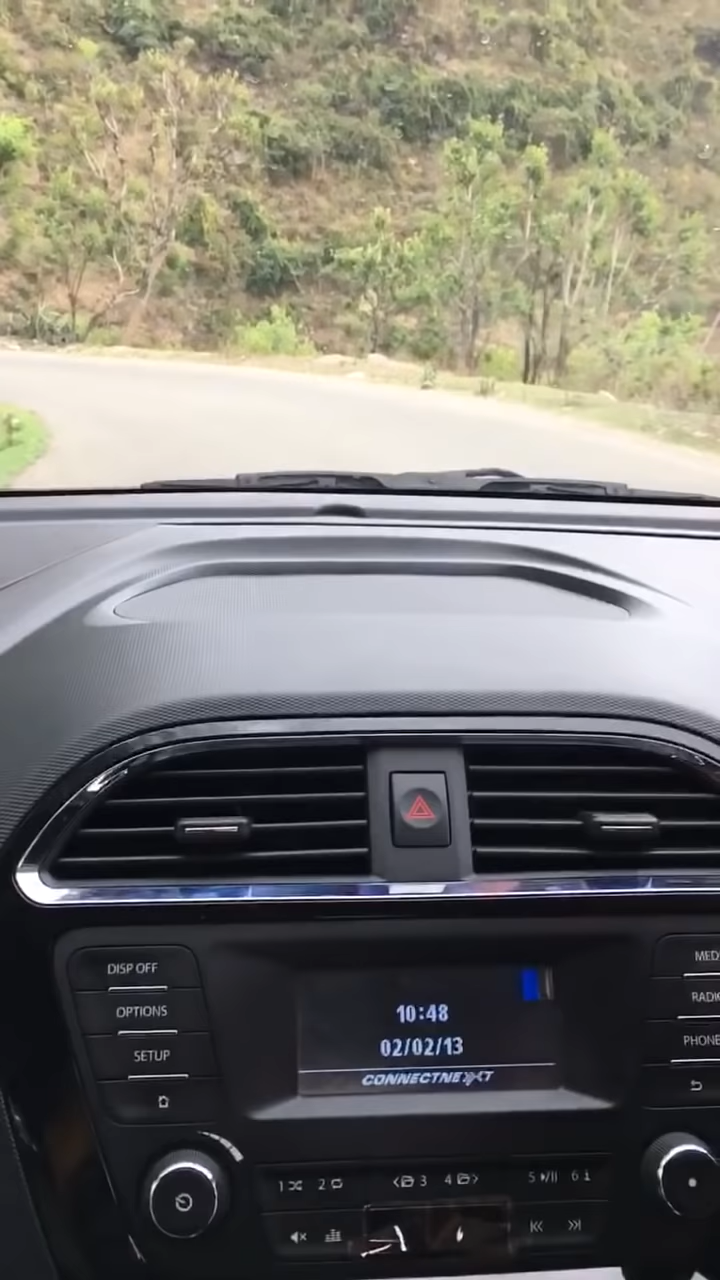 DISP OFF
OPTIONS
SETUP
10:48
02/02/13
CONNECTNEXT
MED
RADI
PHONE
1 2
3 4
5 6